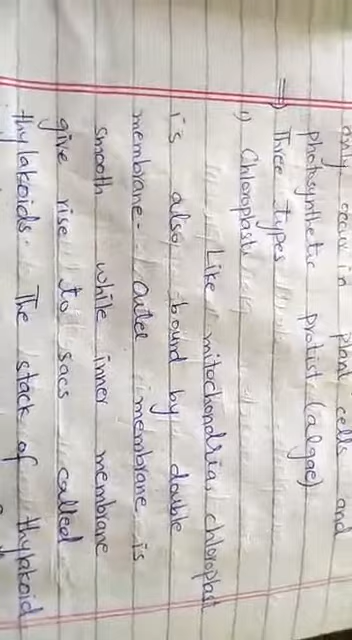 only occur in plant cells and
photosynthetic protist (algae)
⇒ Three types
1) Chloroplasts
Like mitochondria, chloroplast
is also bound by double
membrane. Outer membrane is
smooth while inner membrane
give rise to sacs called
thylakoids. The stack of thylakoid